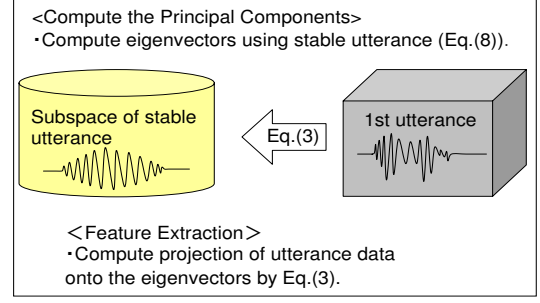 <Compute the Principal Components>
・Compute eigenvectors using stable utterance (Eq.(8)).
Subspace of stable
utterance
Eq.(3)
1st utterance
＜Feature Extraction＞
・Compute projection of utterance data
onto the eigenvectors by Eq.(3).